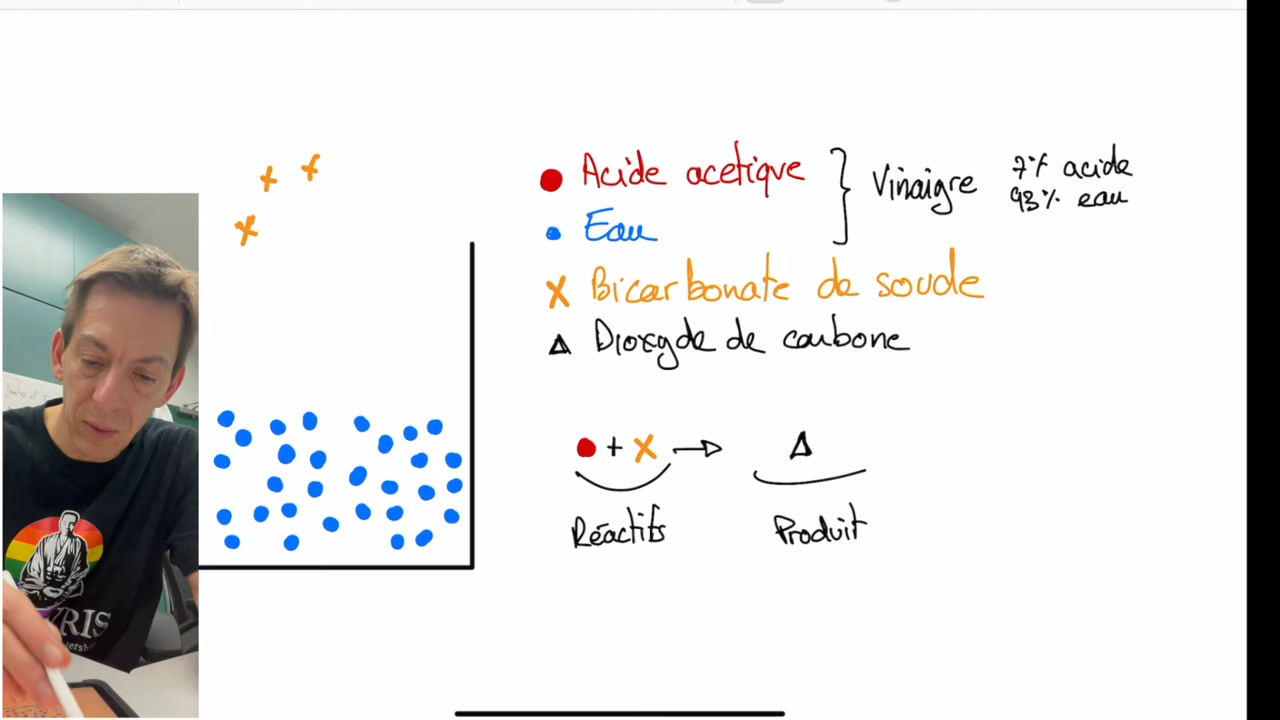 Acide acetique
Eau
Vinaigre
7% acide
93% eau
Bicarbonate de soude
Dioxyde de carbone
+
Réactifs
Produit